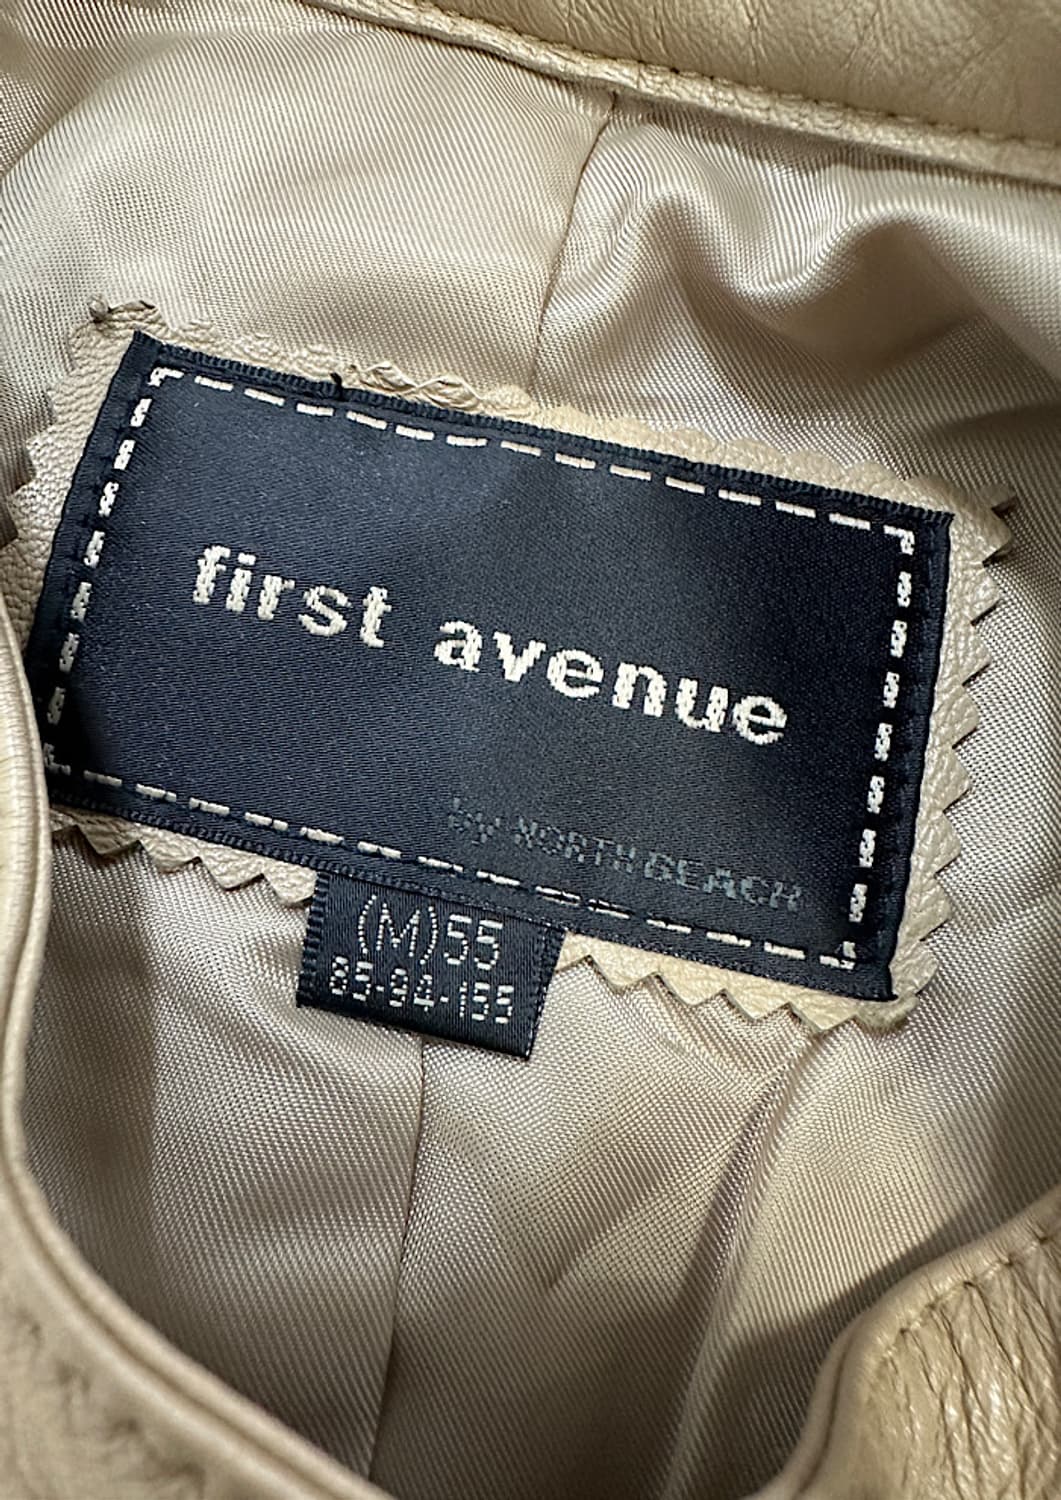 first avenue
by NORTH BEACH
(M)55
85-94-155